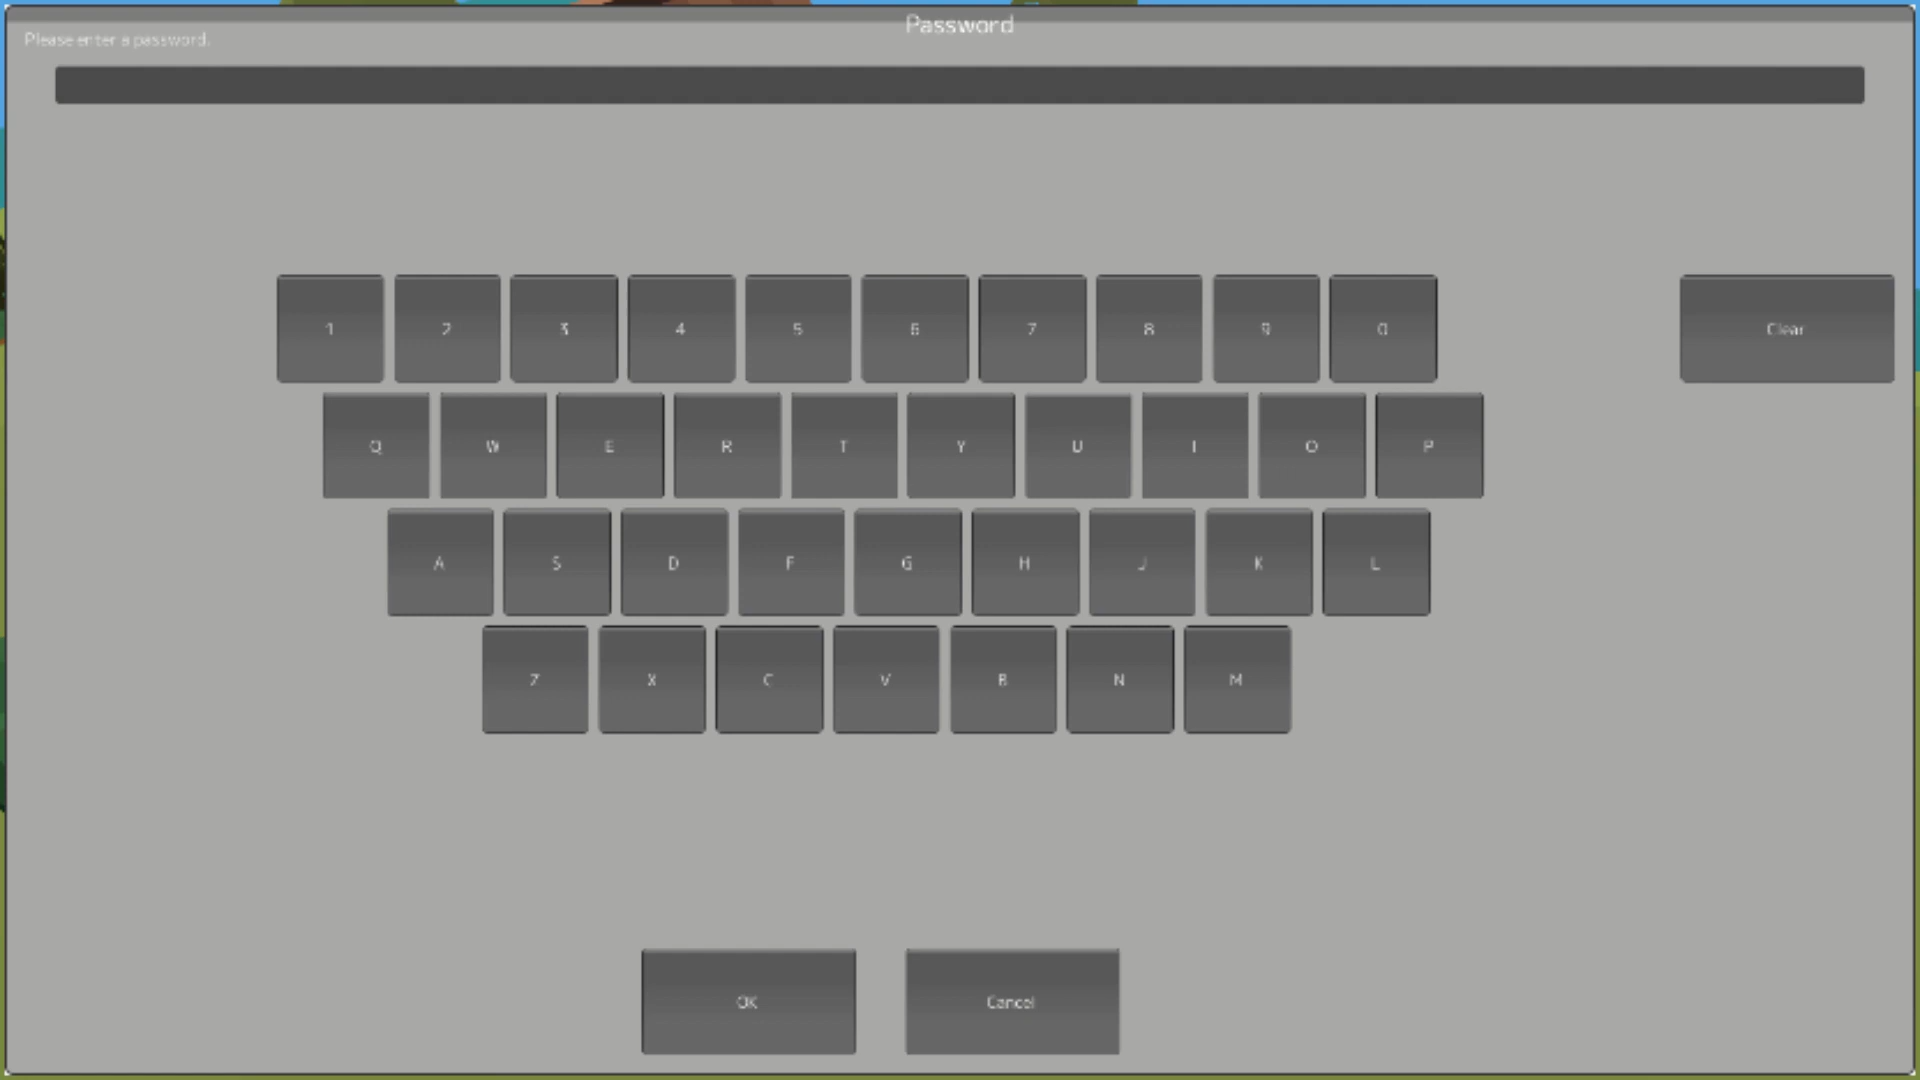 Password
Please enter a password.
1 2 3 4 5 6 7 8 9 0
Clear
Q W E R T Y U I O P
A S D F G H J K L
Z X C V B N M
OK Cancel